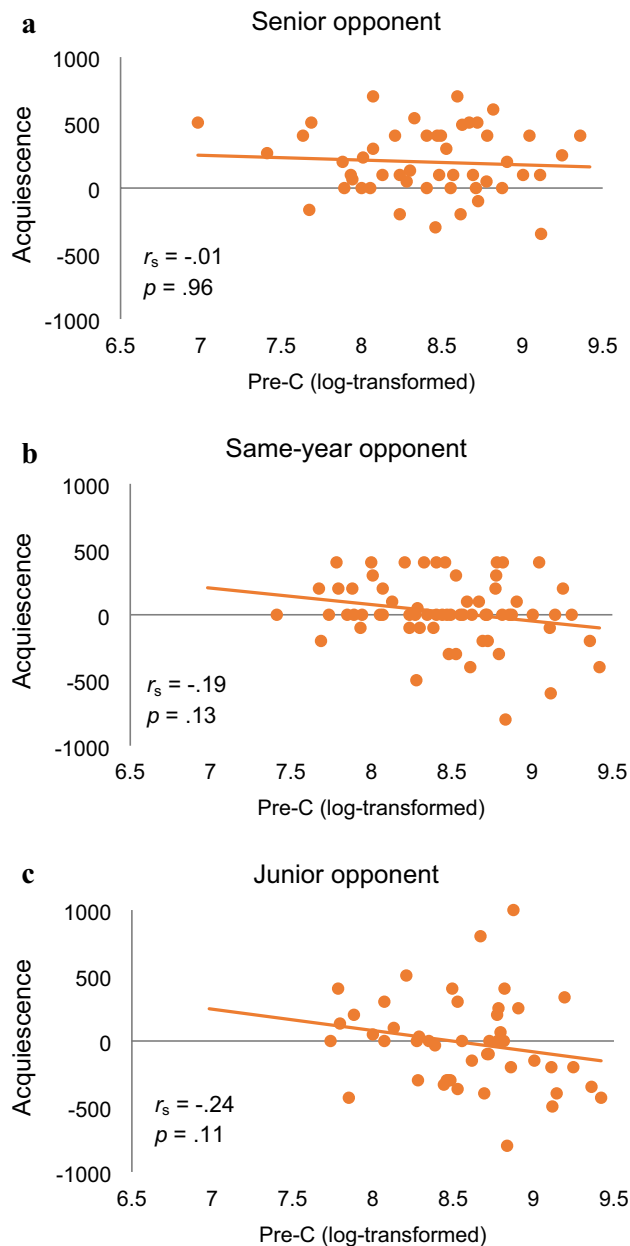 a
Senior opponent
1000
500
0
-500
-1000
Acquiescence
rs = -.01
p = .96
6.5 7 7.5 8 8.5 9 9.5
Pre-C (log-transformed)
b
Same-year opponent
1000
500
0
-500
-1000
Acquiescence
rs = -.19
p = .13
6.5 7 7.5 8 8.5 9 9.5
Pre-C (log-transformed)
c
Junior opponent
1000
500
0
-500
-1000
Acquiescence
rs = -.24
p = .11
6.5 7 7.5 8 8.5 9 9.5
Pre-C (log-transformed)